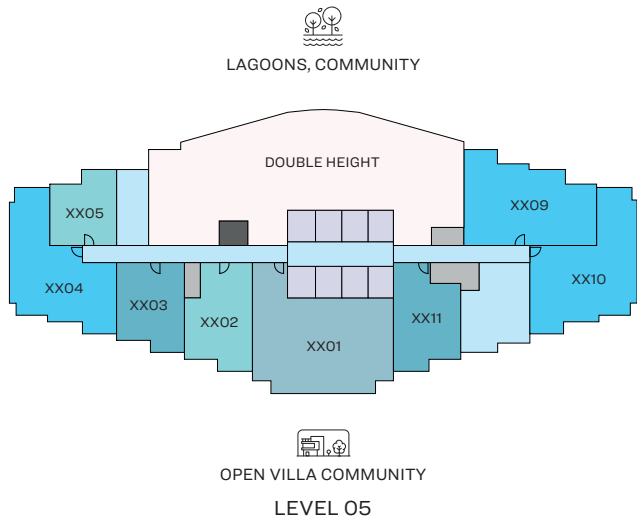 LAGOONS, COMMUNITY
DOUBLE HEIGHT
XX05
XX09
XX04
XX10
XX03
XX02
XX01
XX11
OPEN VILLA COMMUNITY
LEVEL 05